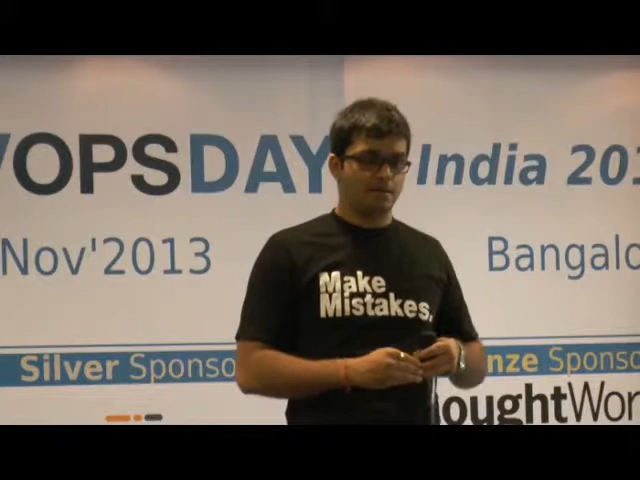 VOPSDAY India 201
Nov'2013 Bangalo
Make
Mistakes.
Silver Sponso nze Sponso
oughtWor